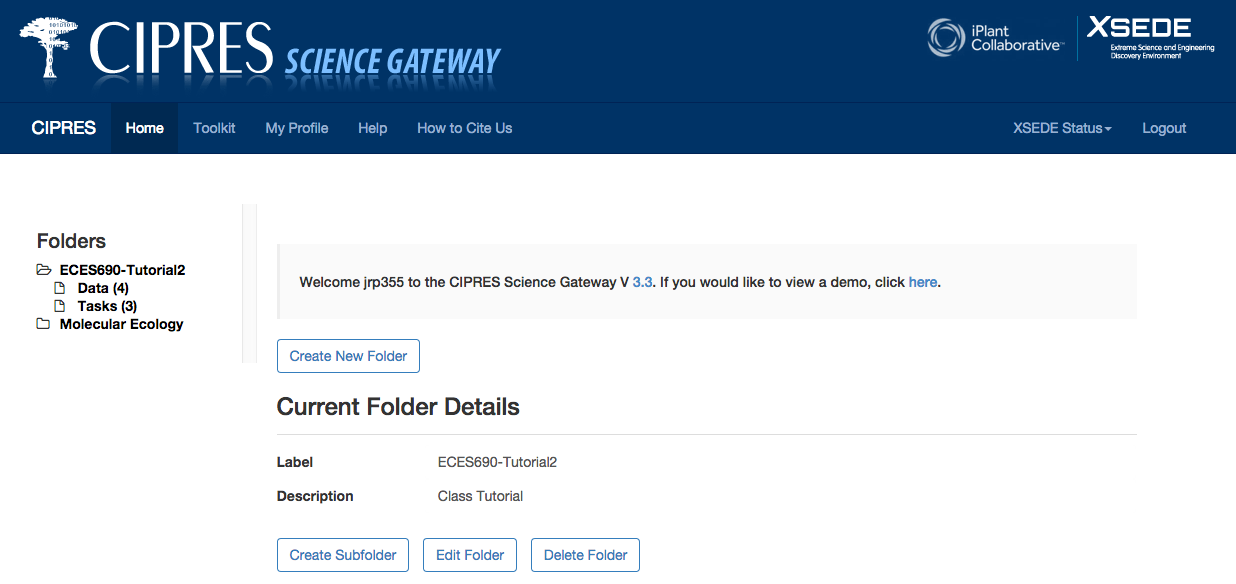 CIPRES SCIENCE GATEWAY
iPlant
Collaborative™
XSEDE
Extreme Science and Engineering
Discovery Environment
CIPRES Home Toolkit My Profile Help How to Cite Us XSEDE Status Logout
Folders
ECES690-Tutorial2
Data (4)
Tasks (3)
Molecular Ecology
Welcome jrp355 to the CIPRES Science Gateway V 3.3. If you would like to view a demo, click here.
Create New Folder
Current Folder Details
Label ECES690-Tutorial2
Description Class Tutorial
Create Subfolder Edit Folder Delete Folder